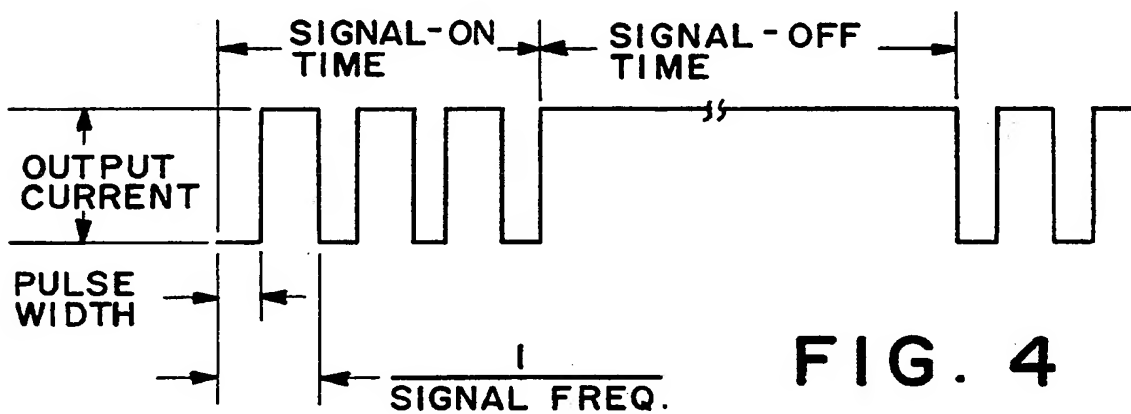 SIGNAL-ON
TIME
SIGNAL-OFF
TIME
OUTPUT
CURRENT
PULSE
WIDTH
1
SIGNAL FREQ.
FIG. 4